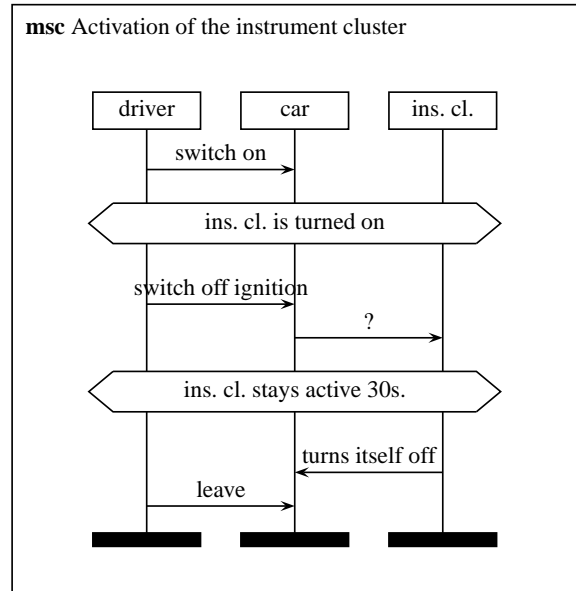 msc Activation of the instrument cluster
driver car ins. cl.
switch on
ins. cl. is turned on
switch off ignition
?
ins. cl. stays active 30s.
turns itself off
leave